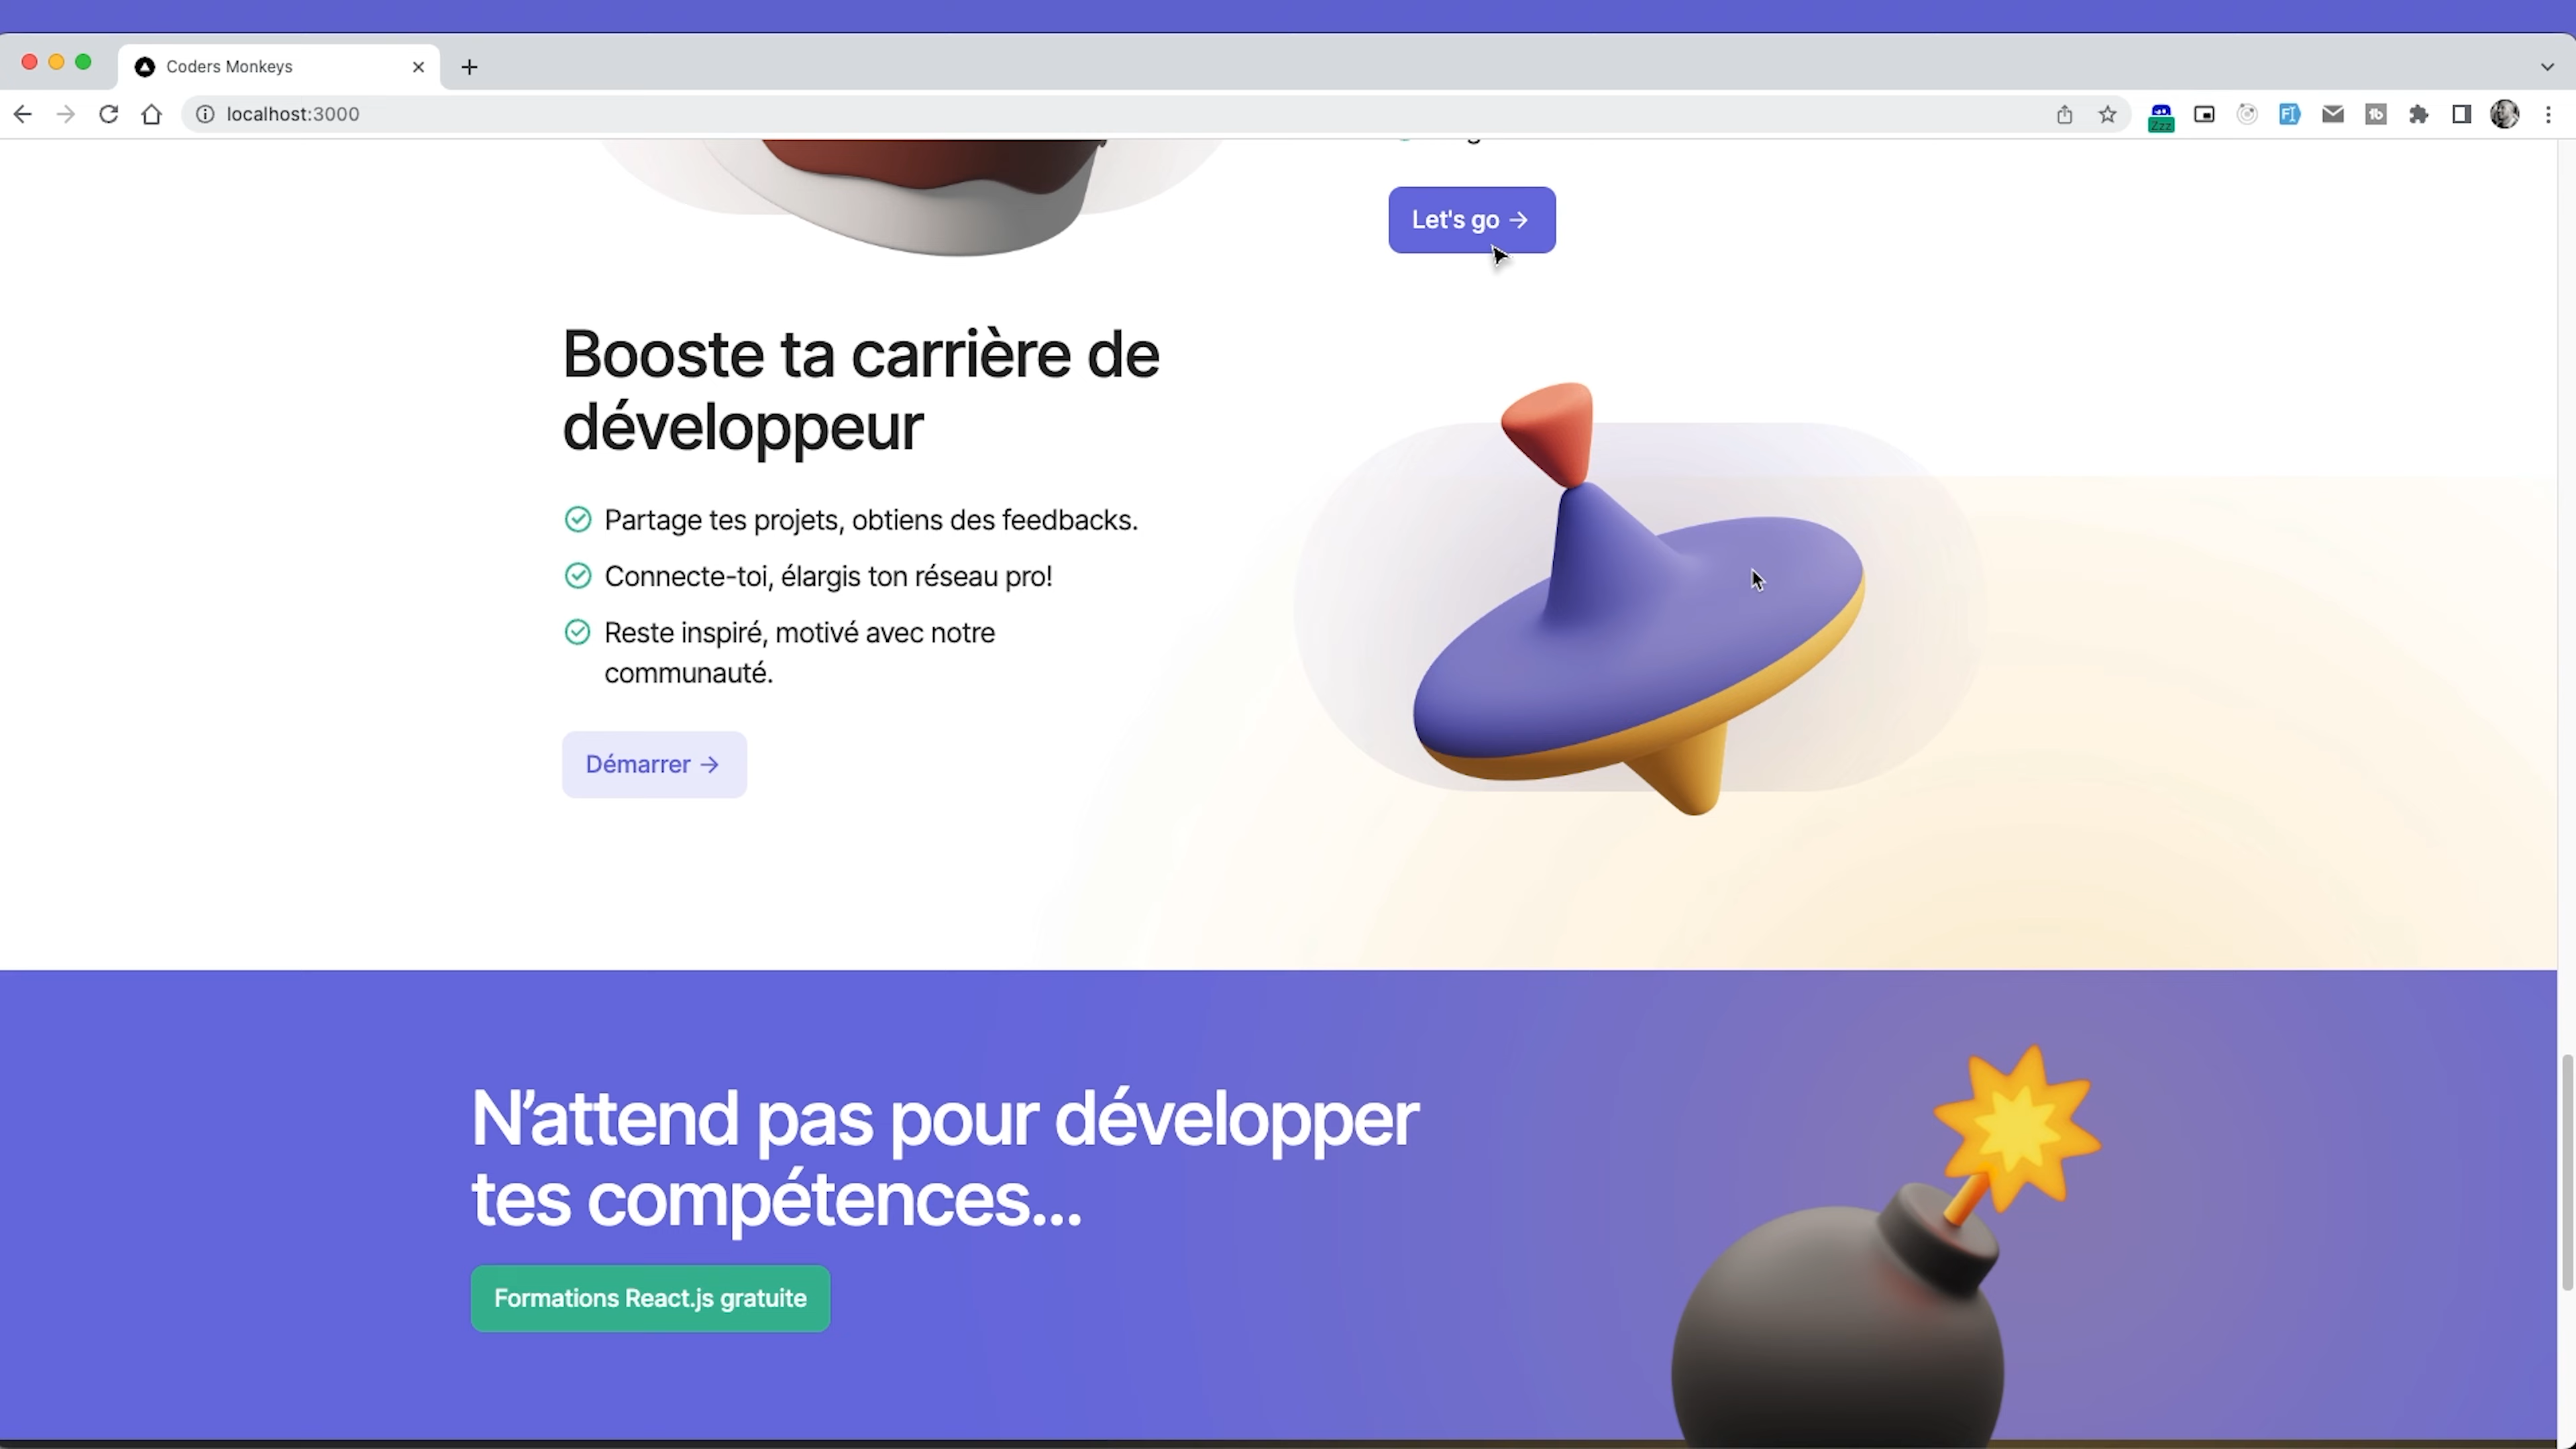 Coders Monkeys
localhost:3000
Let's go →
Booste ta carrière de
développeur
Partage tes projets, obtiens des feedbacks.
Connecte-toi, élargis ton réseau pro!
Reste inspiré, motivé avec notre
communauté.
Démarrer →
N’attend pas pour développer
tes compétences...
Formations React.js gratuite